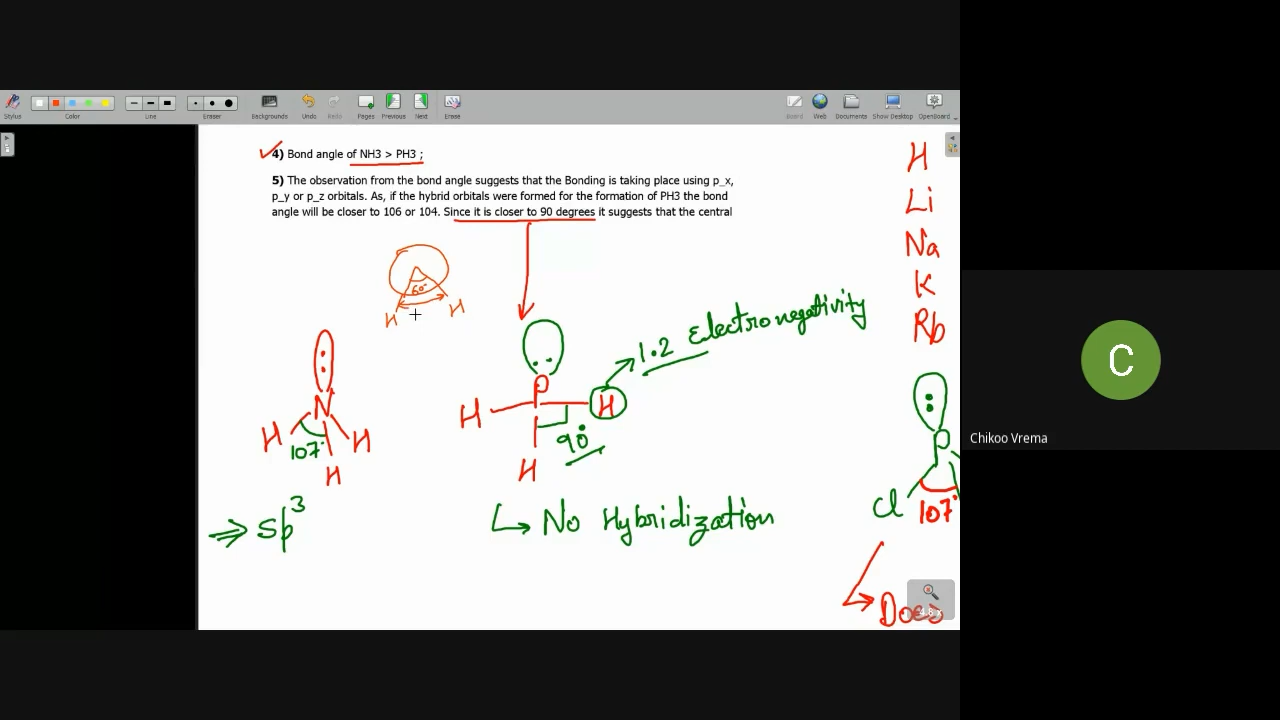 Stylus
Color
Line
Eraser
Backgrounds
Undo
Redo
Pages
Previous
Next
Erase
Board
Web
Documents
Show Desktop
OpenBoard
4) Bond angle of NH3 > PH3 ;
5) The observation from the bond angle suggests that the Bonding is taking place using p_x,
p_y or p_z orbitals. As, if the hybrid orbitals were formed for the formation of PH3 the bond
angle will be closer to 106 or 104. Since it is closer to 90 degrees it suggests that the central
H
Li
Na
K
Rb
60°
H H
1.2 Electronegativity
N
H H
107°
H
⇒ sp³
P
H H
90°
H
↳ No Hybridization
P
Cl
107°
C
Chikoo Vrema